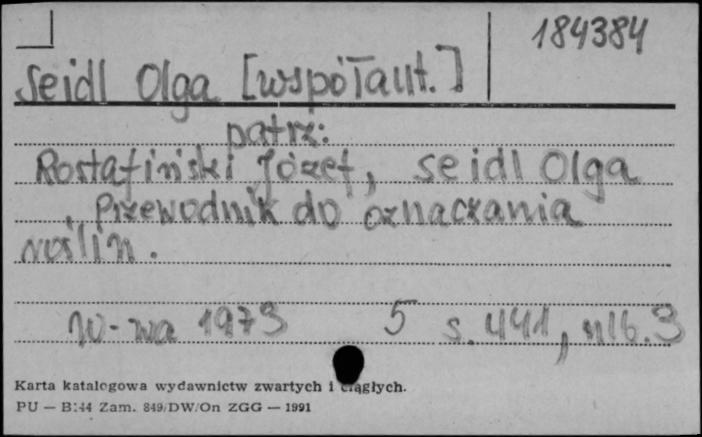 184384
Seidl Olga [współaut.]
patrz:
Rostafiński Józef, Seidl Olga
, Przewodnik do oznaczania
roślin.
W-wa 1973 5 s. 441, nlb. 3
Karta katalogowa wydawnictw zwartych i ciągłych.
PU — B:44 Zam. 849/DW/On ZGG — 1991